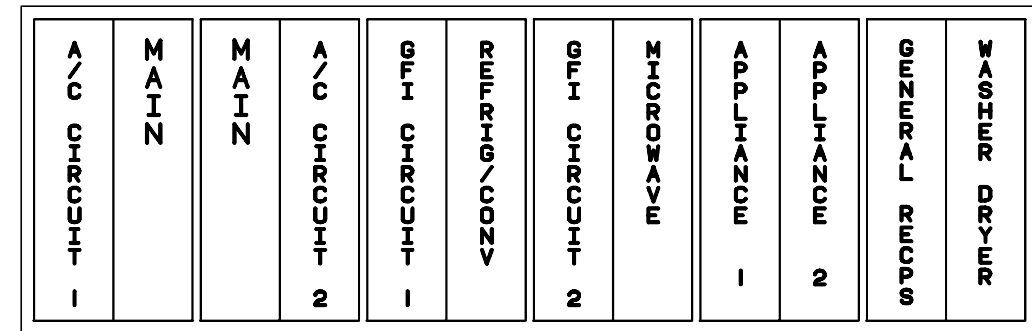 A/C CIRCUIT 1
MAIN
MAIN
A/C CIRCUIT 2
GFI CIRCUIT 1
REFRIG/CONV
GFI CIRCUIT 2
MICROWAVE
APPLIANCE 1
APPLIANCE 2
GENERAL RECPS
WASHER DRYER